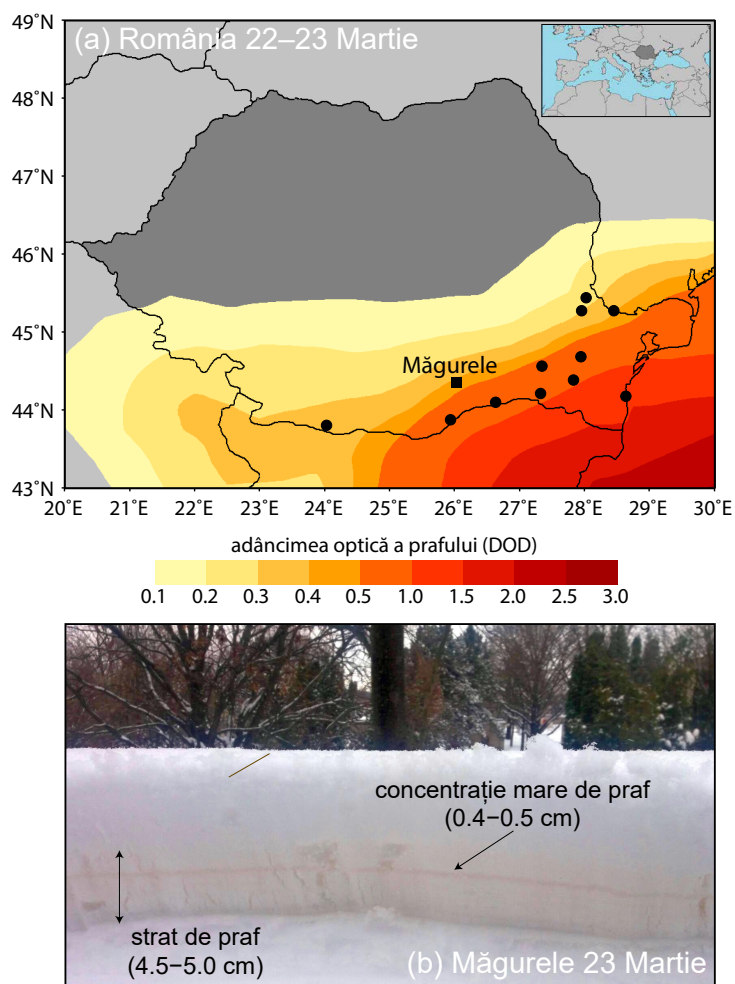 (a) România 22–23 Martie
49˚N
48˚N
47˚N
46˚N
45˚N
44˚N
43˚N
Măgurele
20˚E 21˚E 22˚E 23˚E 24˚E 25˚E 26˚E 27˚E 28˚E 29˚E 30˚E
adâncimea optică a prafului (DOD)
0.1 0.2 0.3 0.4 0.5 1.0 1.5 2.0 2.5 3.0
concentrație mare de praf
(0.4–0.5 cm)
strat de praf
(4.5–5.0 cm)
(b) Măgurele 23 Martie